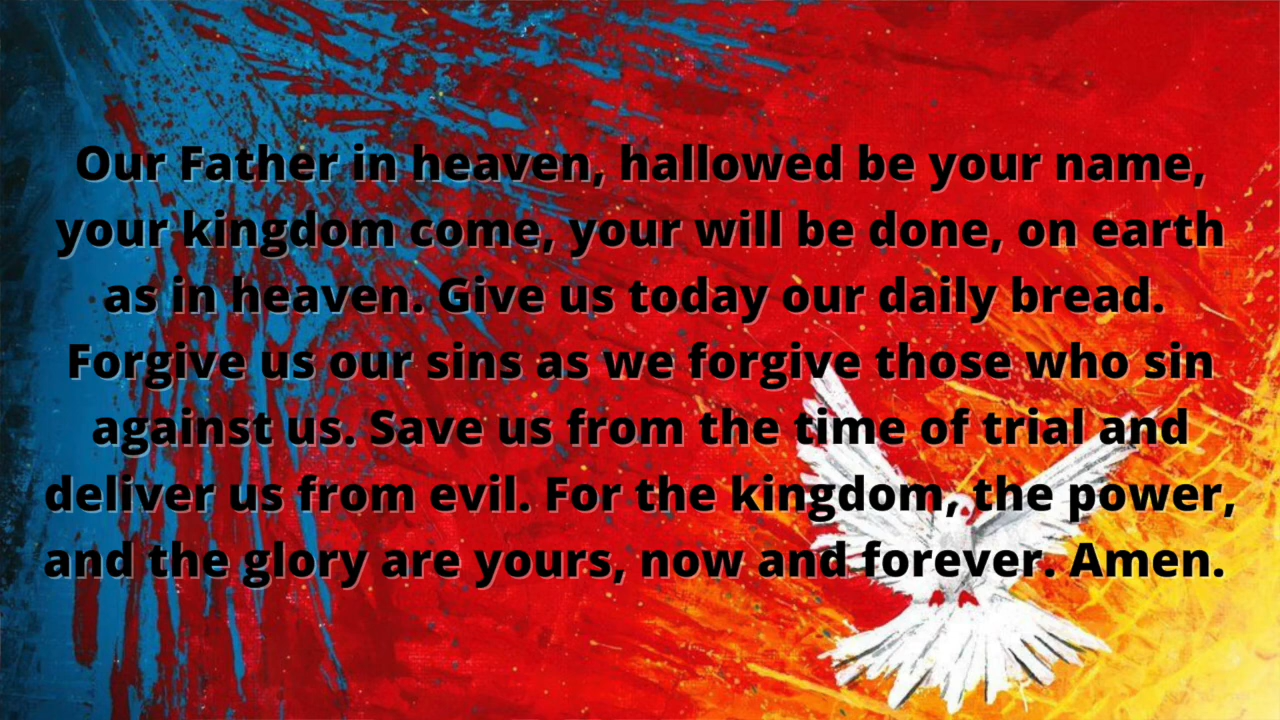 Our Father in heaven, hallowed be your name,
your kingdom come, your will be done, on earth
as in heaven. Give us today our daily bread.
Forgive us our sins as we forgive those who sin
against us. Save us from the time of trial and
deliver us from evil. For the kingdom, the power,
and the glory are yours, now and forever. Amen.